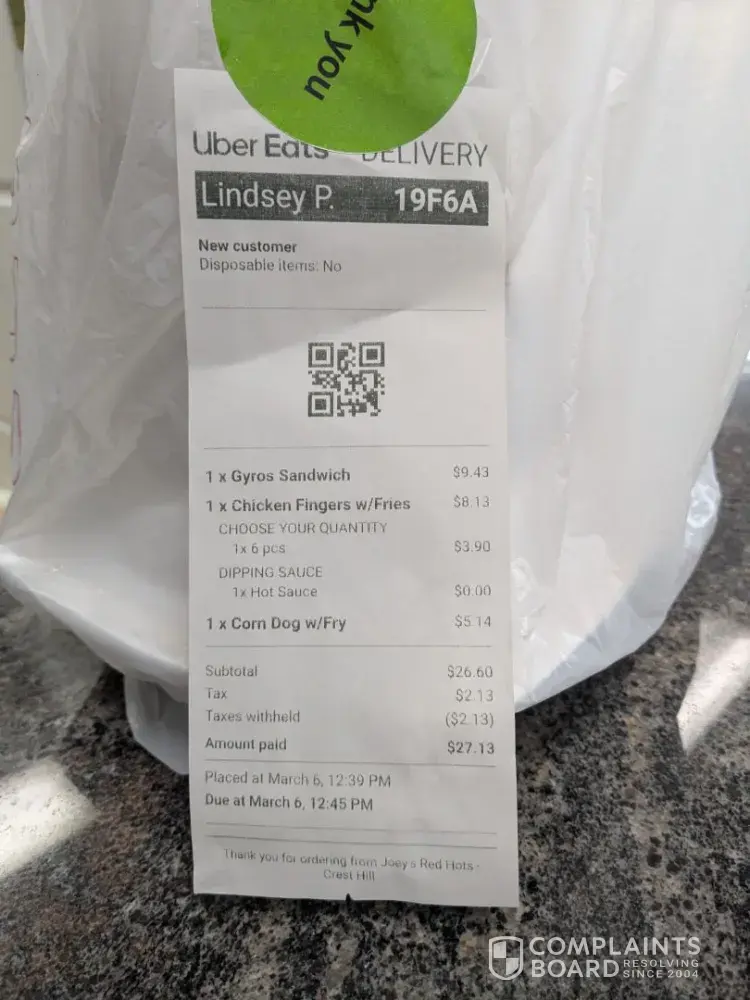 nk you
Uber Eats DELIVERY
Lindsey P. 19F6A
New customer
Disposable items: No
1 x Gyros Sandwich $9.43
1 x Chicken Fingers w/Fries $8.13
CHOOSE YOUR QUANTITY
1x 6 pcs $3.90
DIPPING SAUCE
1x Hot Sauce $0.00
1 x Corn Dog w/Fry $5.14
Subtotal $26.60
Tax $2.13
Taxes withheld ($2.13)
Amount paid $27.13
Placed at March 6, 12:39 PM
Due at March 6, 12:45 PM
Thank you for ordering from Joey's Red Hots -
Crest Hill
COMPLAINTS
BOARD RESOLVING
SINCE 2004